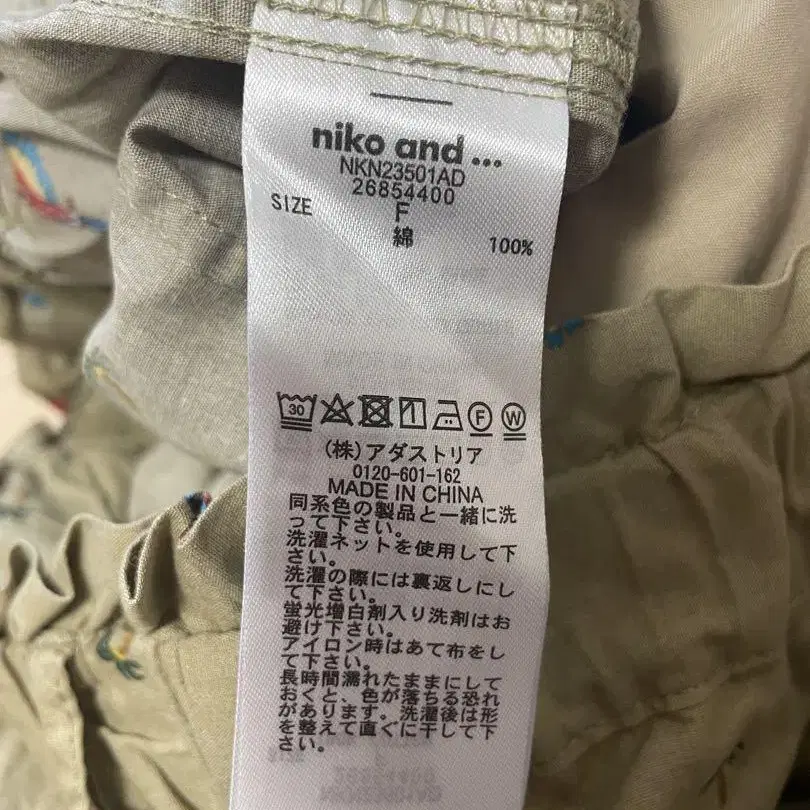 niko and ...
NKN23501AD
26854400
SIZE F
綿 100%
30 F W
(株)アダストリア
0120-601-162
MADE IN CHINA
同系色の製品と一緒に洗
って下さい。
洗濯ネットを使用して下
さい。
洗濯の際には裏返しにし
て下さい。
蛍光増白剤入り洗剤はお
避け下さい。
アイロン時はあて布をし
て下さい。
長時間濡れたままにして
おくと、色が落ちる恐れ
があります。洗濯後は形
を整えて直ぐに干して下
さい。